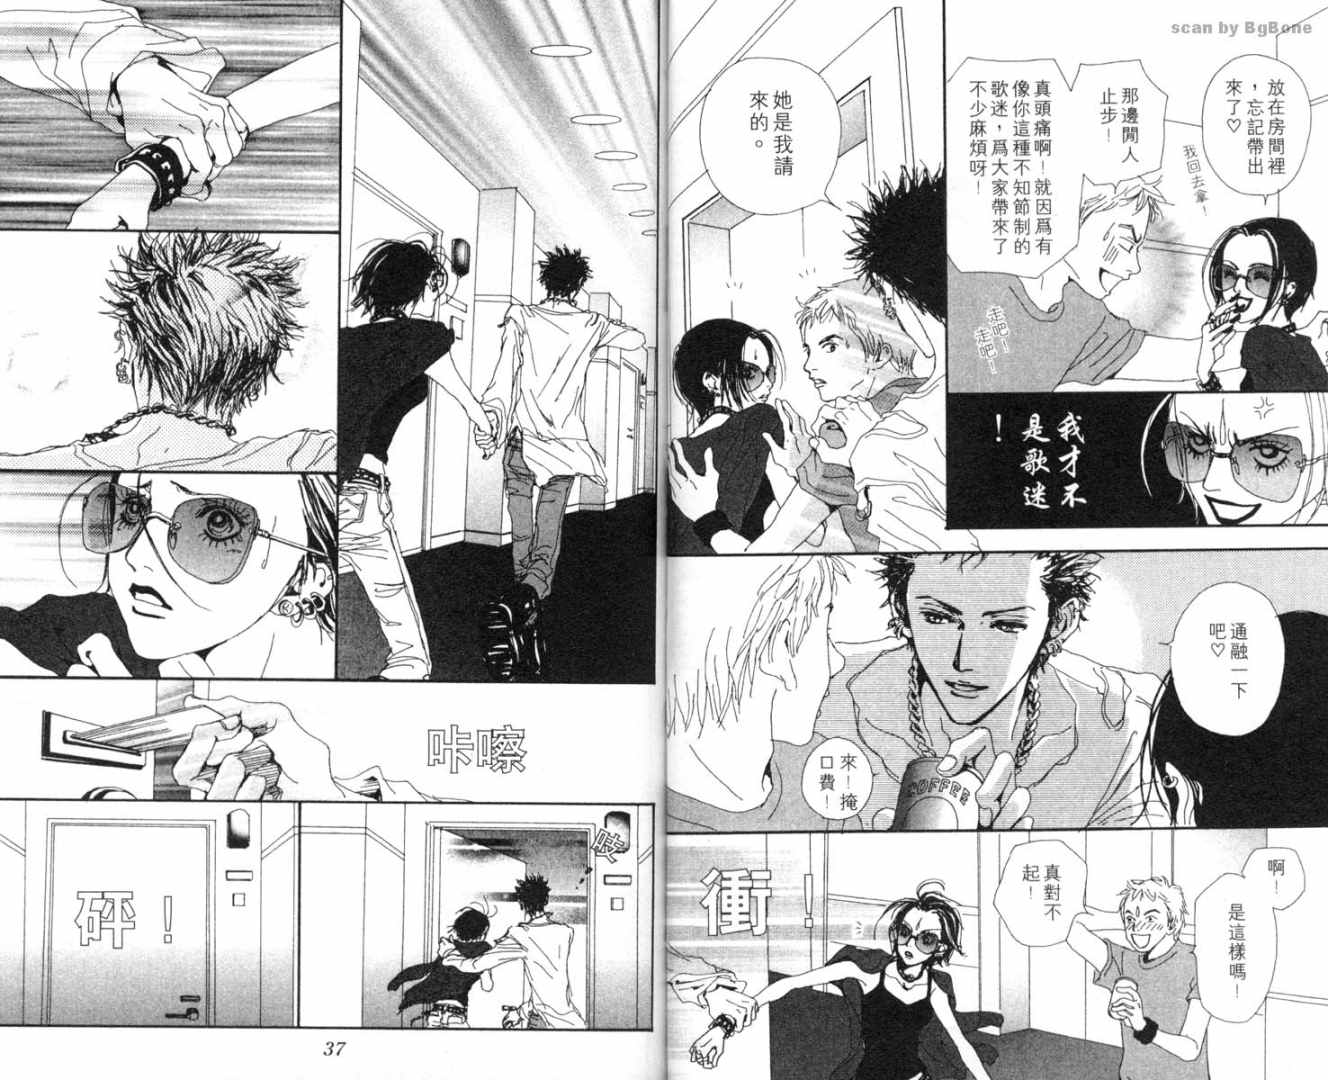 scan by BgBone
放在房間裡
，忘記帶出
來了♡
我回去拿！
那邊閒人
止步！
真頭痛啊！就因爲有
像你這種不知節制的
歌迷，爲大家帶來了
不少麻煩呀！
走吧！
走吧！
我才不
是歌迷
！
她是我請
來的。
通融一下
吧♡
來！掩
口費！
COFFEE
啊！
是這樣嗎！
真對不
起！
衝！
咔嚓
吱
砰！
37